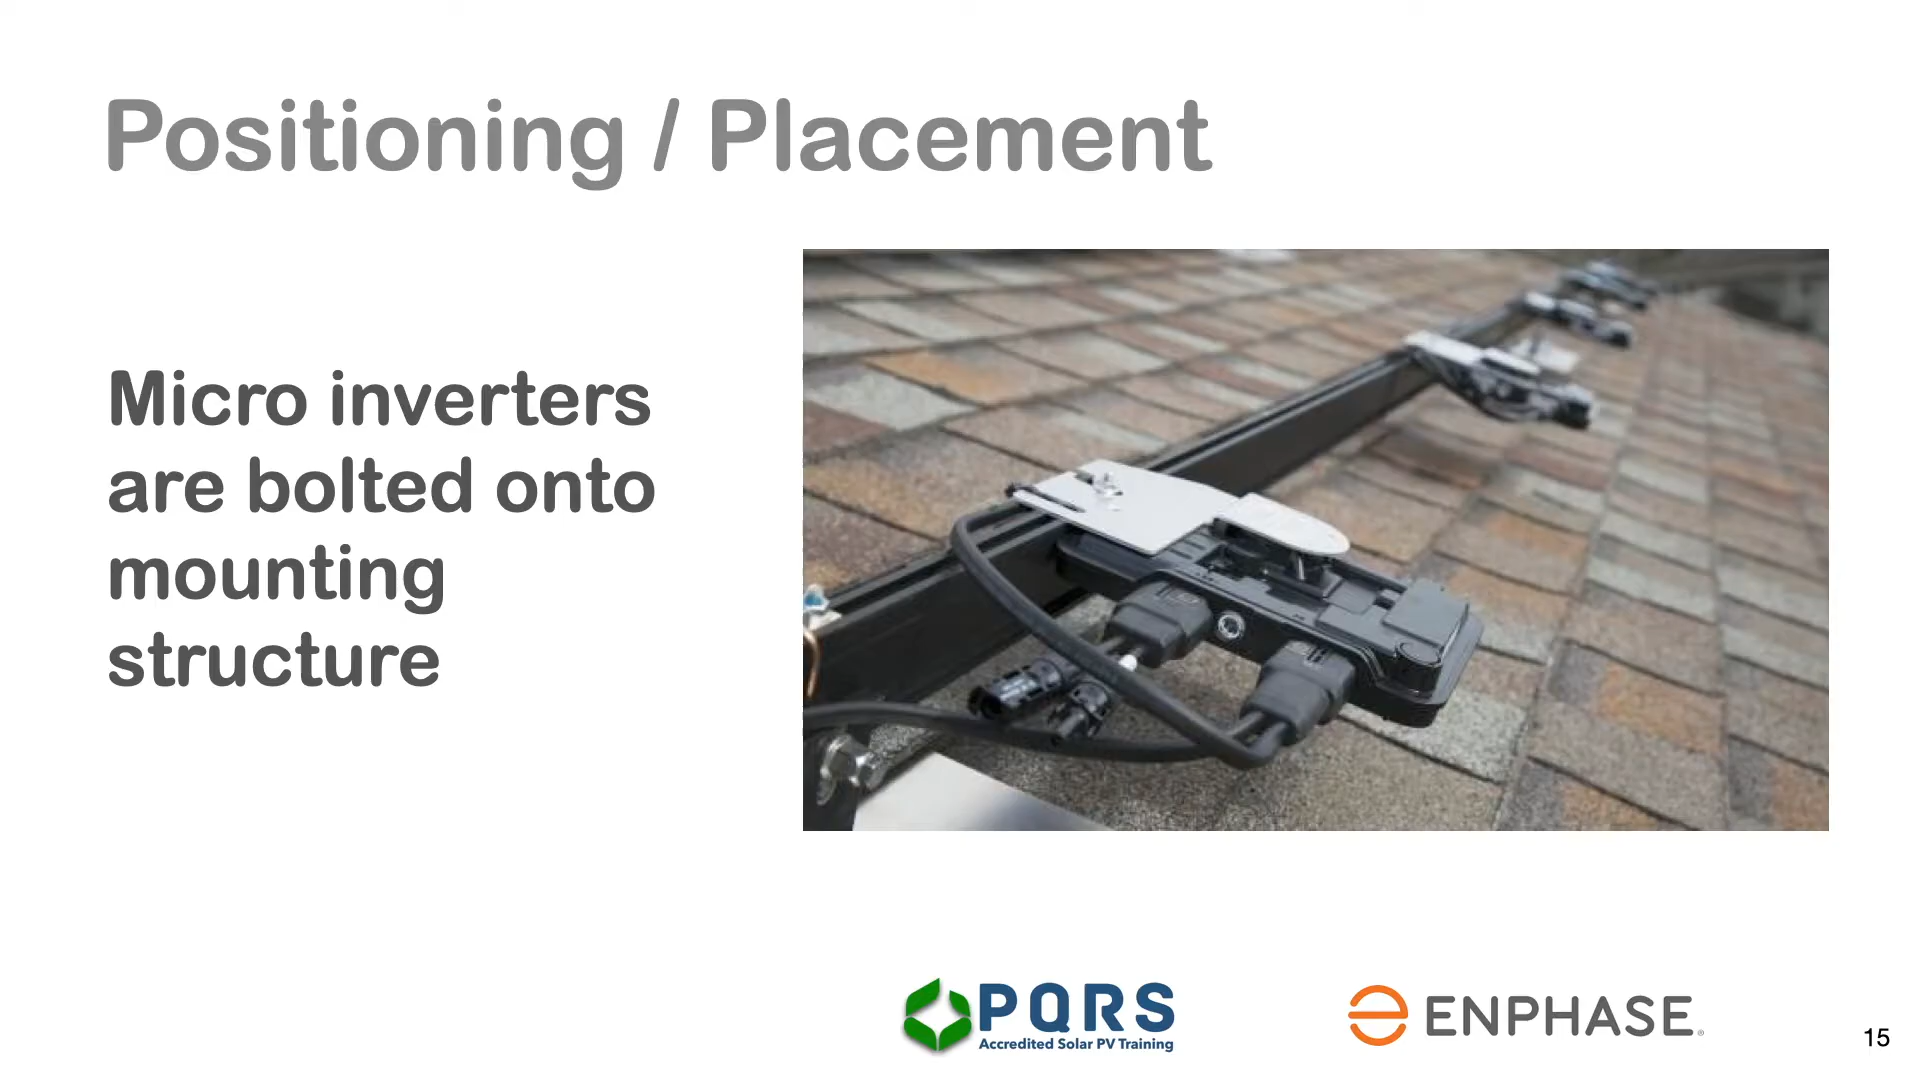 Positioning / Placement
Micro inverters
are bolted onto
mounting
structure
PQRS
Accredited Solar PV Training
ENPHASE®
15